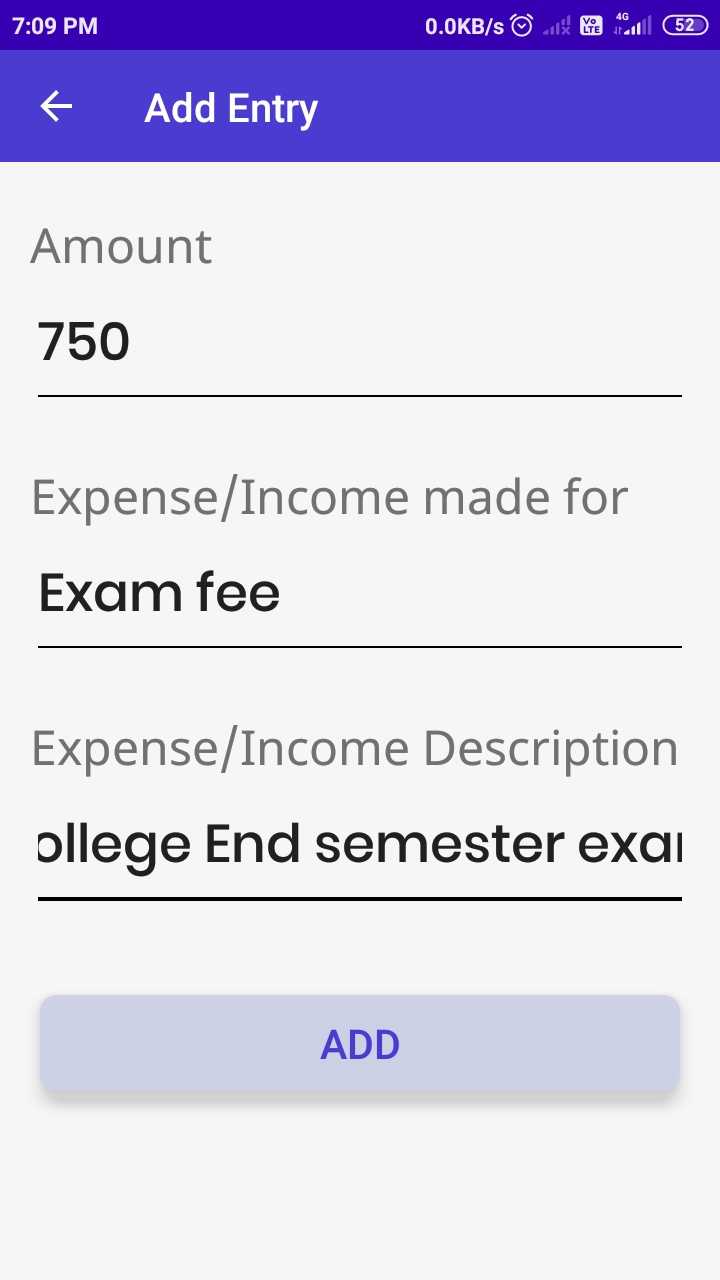 7:09 PM 0.0KB/s Vo LTE 4G 52
Add Entry
Amount
750
Expense/Income made for
Exam fee
Expense/Income Description
ollege End semester exa
ADD